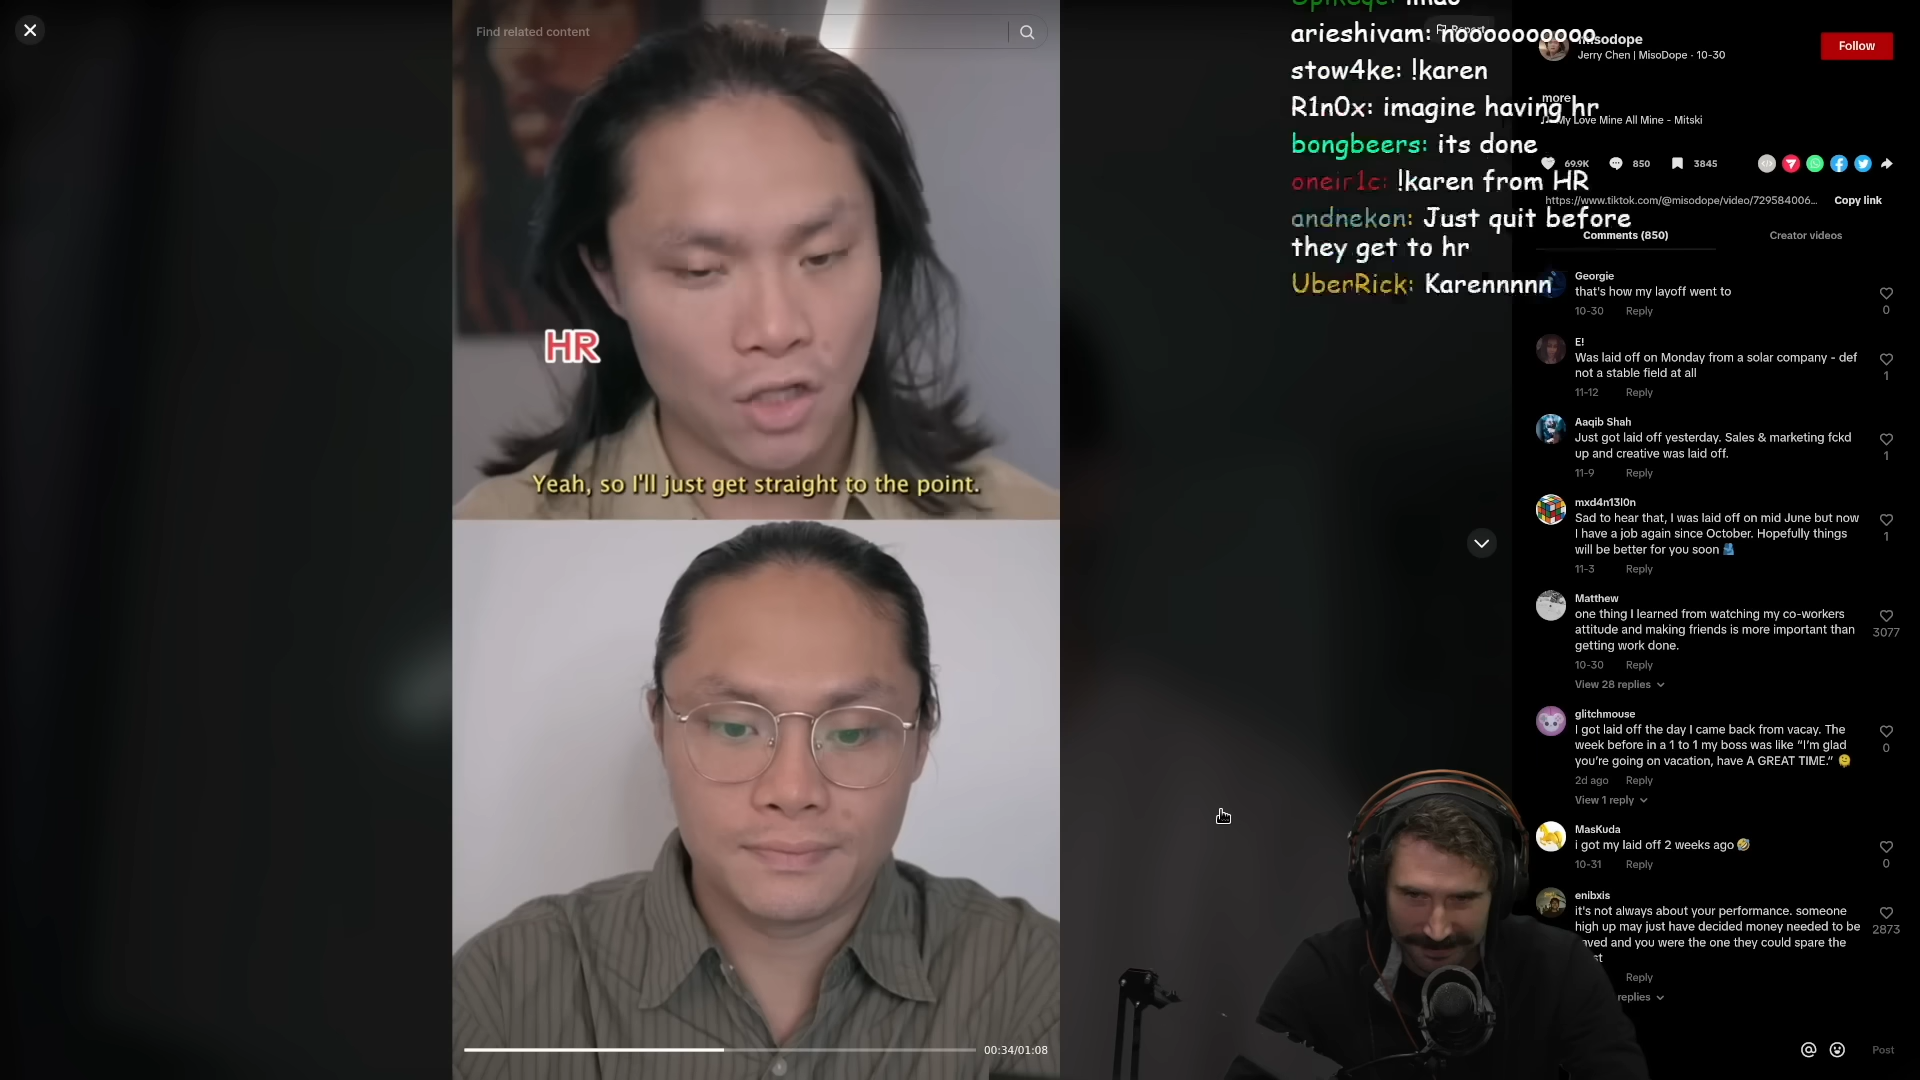 Find related content
HR
Yeah, so I'll just get straight to the point.
00:34/01:08
arieshivam: noooooooooo
stow4ke: !karen
R1n0x: imagine having hr
bongbeers: its done
oneir1c: !karen from HR
andnekon: Just quit before
they get to hr
UberRick: Karennnnn
misodope
Jerry Chen | MisoDope · 10-30
Follow
more
My Love Mine All Mine - Mitski
69.9K
850
3845
https://www.tiktok.com/@misodope/video/729584006...
Copy link
Comments (850)
Creator videos
Georgie
that's how my layoff went to
10-30
Reply
0
E!
Was laid off on Monday from a solar company - def
not a stable field at all
11-12
Reply
1
Aaqib Shah
Just got laid off yesterday. Sales & marketing fckd
up and creative was laid off.
11-9
Reply
1
mxd4n13l0n
Sad to hear that, I was laid off on mid June but now
I have a job again since October. Hopefully things
will be better for you soon 🫂
11-3
Reply
1
Matthew
one thing I learned from watching my co-workers
attitude and making friends is more important than
getting work done.
10-30
Reply
3077
View 28 replies
glitchmouse
I got laid off the day I came back from vacay. The
week before in a 1 to 1 my boss was like “I’m glad
you’re going on vacation, have A GREAT TIME.” 🫠
2d ago
Reply
0
View 1 reply
MasKuda
i got my laid off 2 weeks ago 🤣
10-31
Reply
0
enibxis
it's not always about your performance. someone
high up may just have decided money needed to be
and you were the one they could spare the
2873
Reply
replies
Post